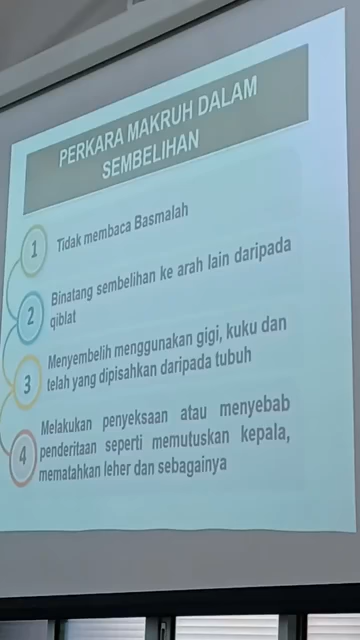 PERKARA MAKRUH DALAM
SEMBELIHAN
1 Tidak membaca Basmalah
2 Binatang sembelihan ke arah lain daripada
qiblat
3 Menyembelih menggunakan gigi, kuku dan
telah yang dipisahkan daripada tubuh
4 Melakukan penyeksaan atau menyebab
penderitaan seperti memutuskan kepala,
mematahkan leher dan sebagainya